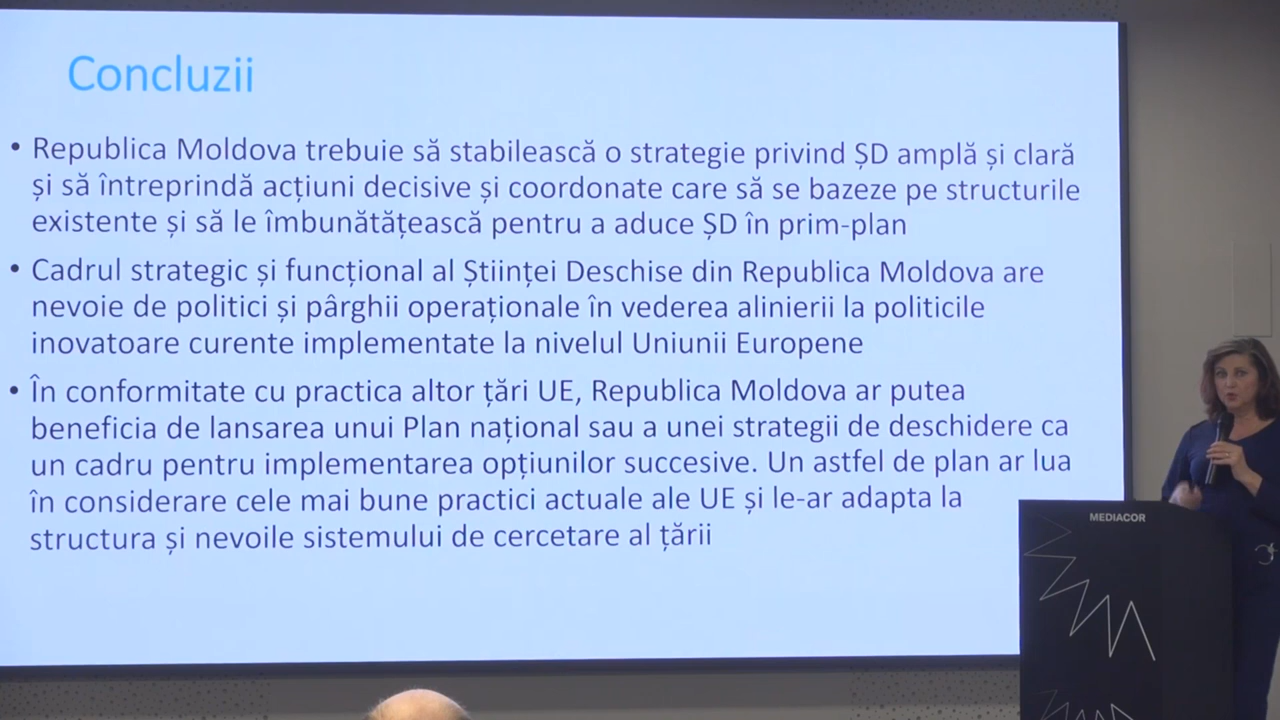 Concluzii
• Republica Moldova trebuie să stabilească o strategie privind ȘD amplă și clară
și să întreprindă acțiuni decisive și coordonate care să se bazeze pe structurile
existente și să le îmbunătățească pentru a aduce ȘD în prim-plan
• Cadrul strategic și funcțional al Științei Deschise din Republica Moldova are
nevoie de politici și pârghii operaționale în vederea alinierii la politicile
inovatoare curente implementate la nivelul Uniunii Europene
• În conformitate cu practica altor țări UE, Republica Moldova ar putea
beneficia de lansarea unui Plan național sau a unei strategii de deschidere ca
un cadru pentru implementarea opțiunilor succesive. Un astfel de plan ar lua
în considerare cele mai bune practici actuale ale UE și le-ar adapta la
structura și nevoile sistemului de cercetare al țării
MEDIACOR